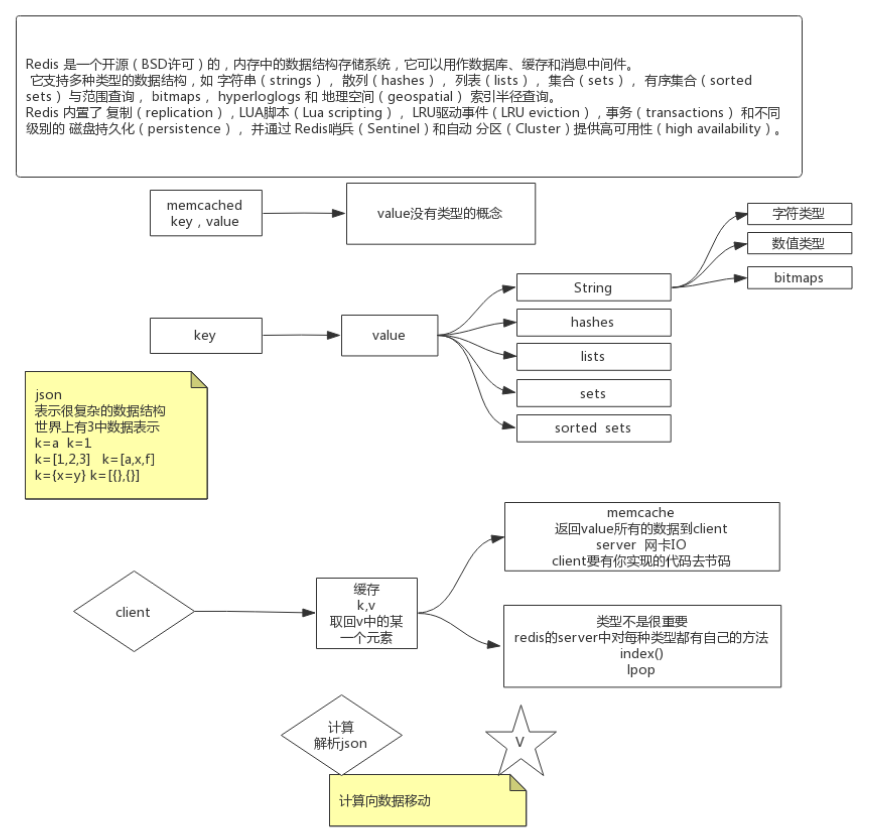 Redis 是一个开源（BSD许可）的，内存中的数据结构存储系统，它可以用作数据库、缓存和消息中间件。
它支持多种类型的数据结构，如 字符串（strings）， 散列（hashes）， 列表（lists）， 集合（sets）， 有序集合（sorted
sets） 与范围查询， bitmaps， hyperloglogs 和 地理空间（geospatial） 索引半径查询。
Redis 内置了 复制（replication），LUA脚本（Lua scripting）， LRU驱动事件（LRU eviction），事务（transactions） 和不同
级别的 磁盘持久化（persistence）， 并通过 Redis哨兵（Sentinel）和自动 分区（Cluster）提供高可用性（high availability）。
memcached
key，value
value没有类型的概念
字符类型
数值类型
bitmaps
key
value
String
hashes
lists
sets
sorted sets
json
表示很复杂的数据结构
世界上有3中数据表示
k=a k=1
k=[1,2,3] k=[a,x,f]
k={x=y} k=[{},{}]
client
缓存
k,v
取回v中的某
一个元素
memcache
返回value所有的数据到client
server 网卡IO
client要有你实现的代码去节码
类型不是很重要
redis的server中对每种类型都有自己的方法
index()
lpop
计算
解析json
V
计算向数据移动